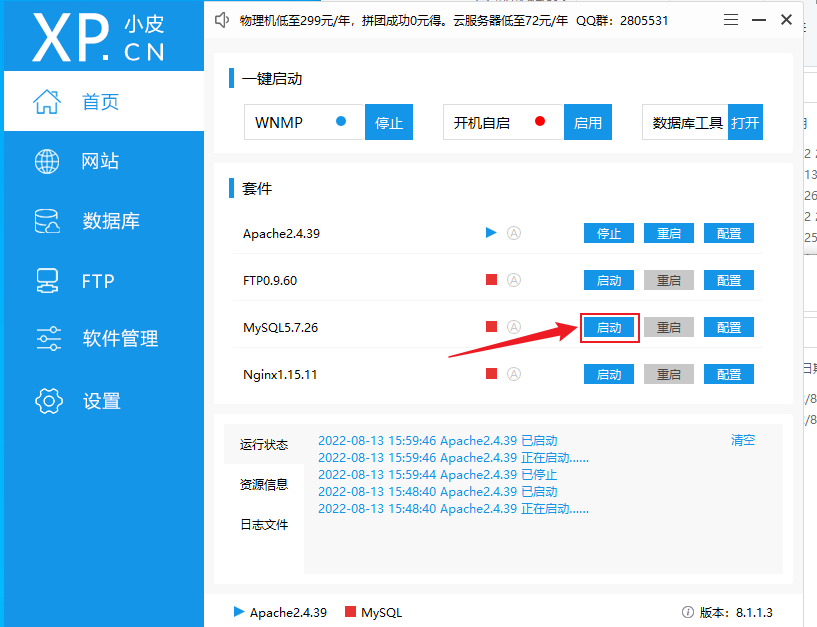 XP.CN 小皮
物理机低至299元/年，拼团成功0元得。云服务器低至72元/年 QQ群：2805531
首页
网站
数据库
FTP
软件管理
设置
一键启动
WNMP 停止 开机自启 启用 数据库工具 打开
套件
Apache2.4.39 A 停止 重启 配置
FTP0.9.60 A 启动 重启 配置
MySQL5.7.26 A 启动 重启 配置
Nginx1.15.11 A 启动 重启 配置
运行状态
资源信息
日志文件
2022-08-13 15:59:46 Apache2.4.39 已启动 清空
2022-08-13 15:59:46 Apache2.4.39 正在启动......
2022-08-13 15:59:44 Apache2.4.39 已停止
2022-08-13 15:48:40 Apache2.4.39 已启动
2022-08-13 15:48:40 Apache2.4.39 正在启动......
Apache2.4.39 MySQL 版本：8.1.1.3